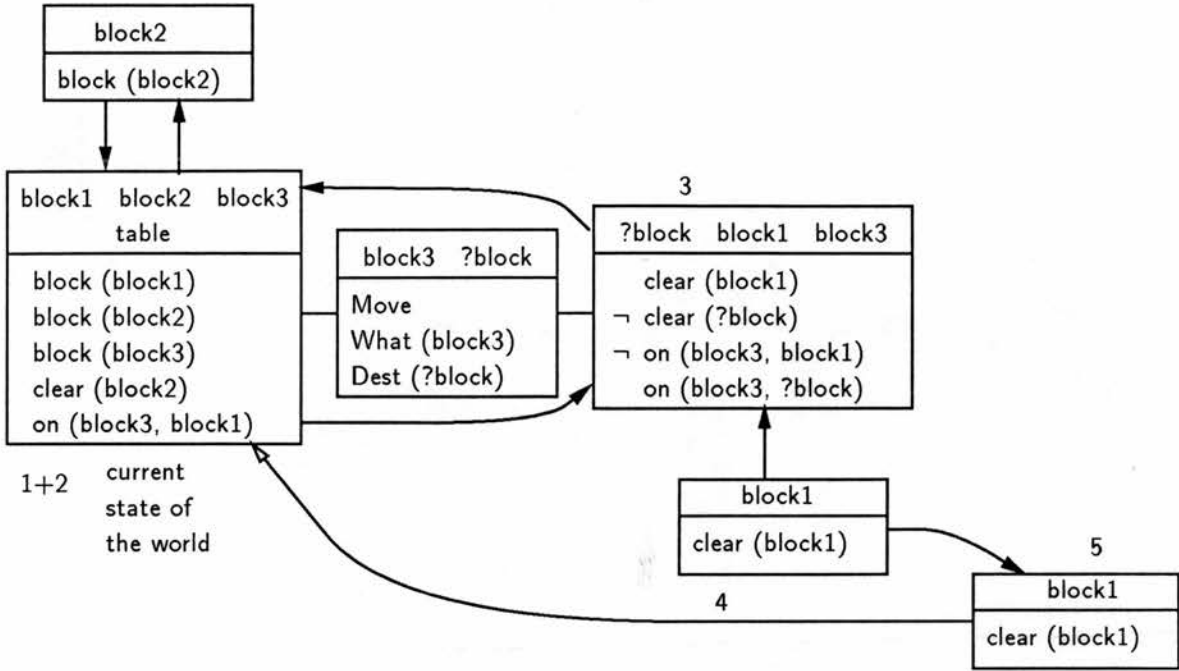 block2
block (block2)
block1 block2 block3
table
block (block1)
block (block2)
block (block3)
clear (block2)
on (block3, block1)
1+2
current
state of
the world
block3 ?block
Move
What (block3)
Dest (?block)
3
?block block1 block3
clear (block1)
¬ clear (?block)
¬ on (block3, block1)
on (block3, ?block)
block1
clear (block1)
4
5
block1
clear (block1)